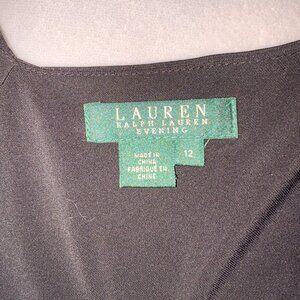 LAUREN
RALPH LAUREN
EVENING
MADE IN
CHINA
FABRIQUÉ EN
CHINE
12